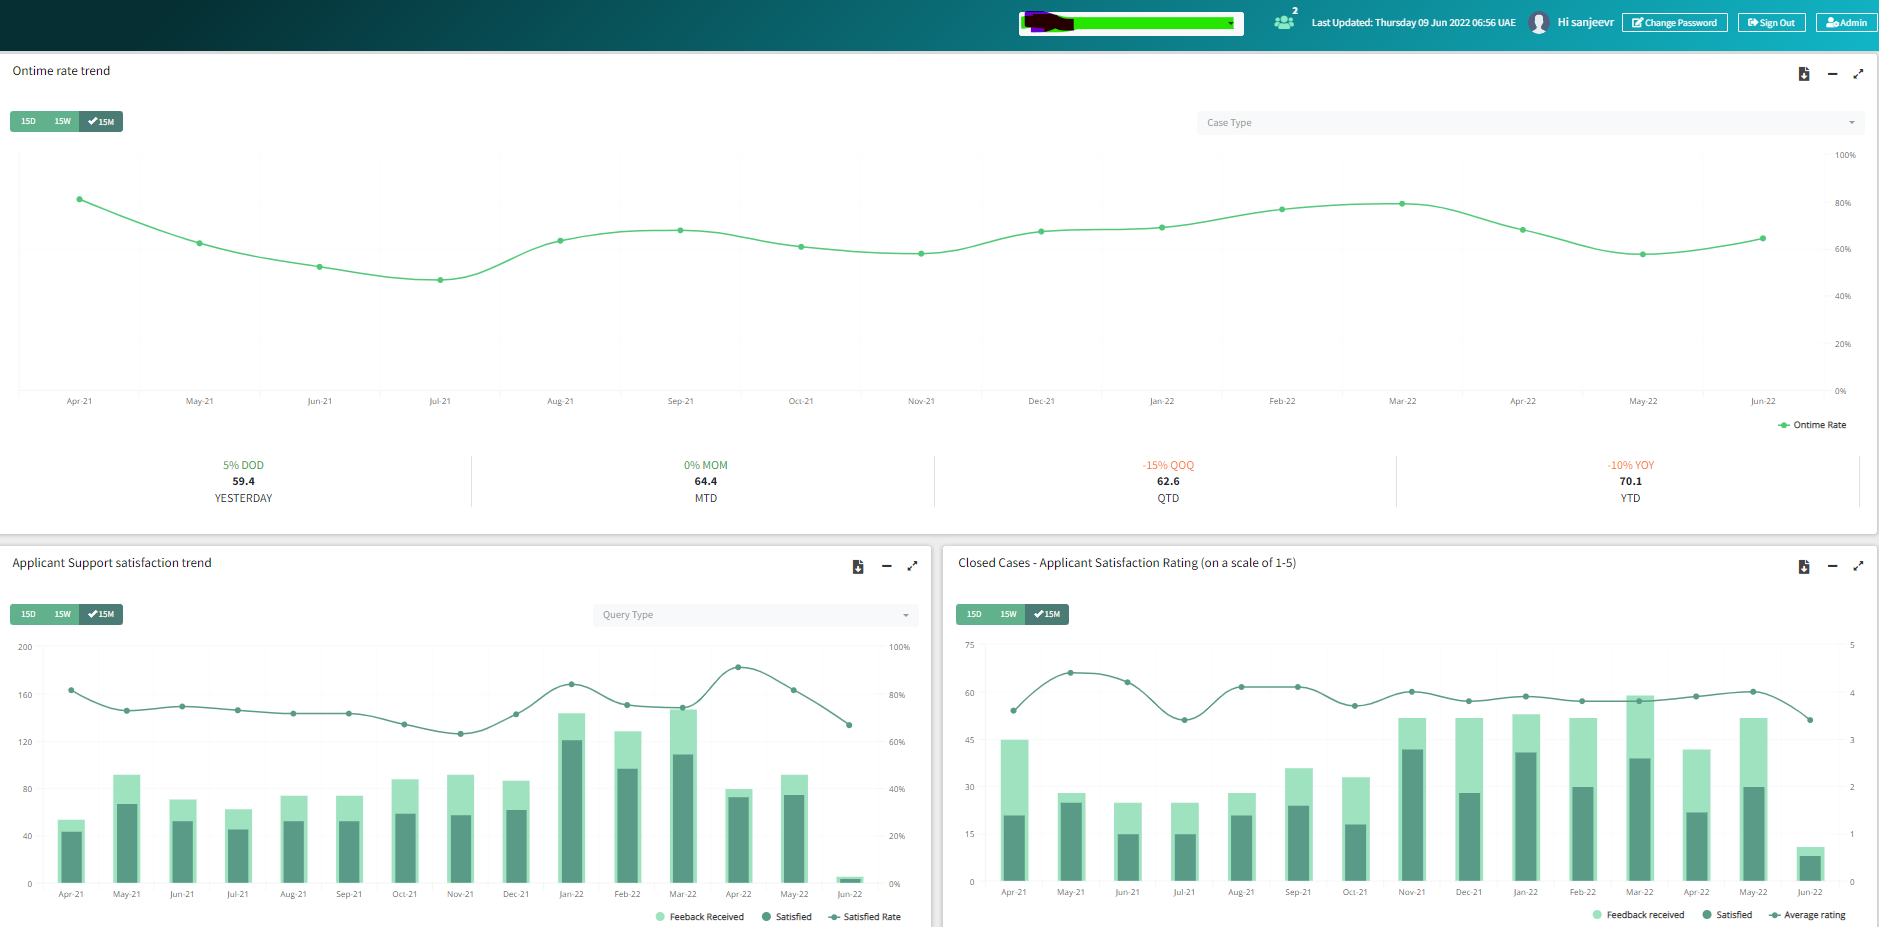 2
Last Updated: Thursday 09 Jun 2022 06:56 UAE
Hi sanjeevr
Change Password
Sign Out
Admin
Ontime rate trend
15D 15W 15M
Case Type
100%
80%
60%
40%
20%
0%
Apr-21 May-21 Jun-21 Jul-21 Aug-21 Sep-21 Oct-21 Nov-21 Dec-21 Jan-22 Feb-22 Mar-22 Apr-22 May-22 Jun-22
Ontime Rate
5% DOD
59.4
YESTERDAY
0% MOM
64.4
MTD
-15% QOQ
62.6
QTD
-10% YOY
70.1
YTD
Applicant Support satisfaction trend
15D 15W 15M
Query Type
200
160
120
80
40
0
100%
80%
60%
40%
20%
0%
Apr-21 May-21 Jun-21 Jul-21 Aug-21 Sep-21 Oct-21 Nov-21 Dec-21 Jan-22 Feb-22 Mar-22 Apr-22 May-22 Jun-22
Feeback Received Satisfied Satisfied Rate
Closed Cases - Applicant Satisfaction Rating (on a scale of 1-5)
15D 15W 15M
75
60
45
30
15
0
5
4
3
2
1
0
Apr-21 May-21 Jun-21 Jul-21 Aug-21 Sep-21 Oct-21 Nov-21 Dec-21 Jan-22 Feb-22 Mar-22 Apr-22 May-22 Jun-22
Feedback received Satisfied Average rating